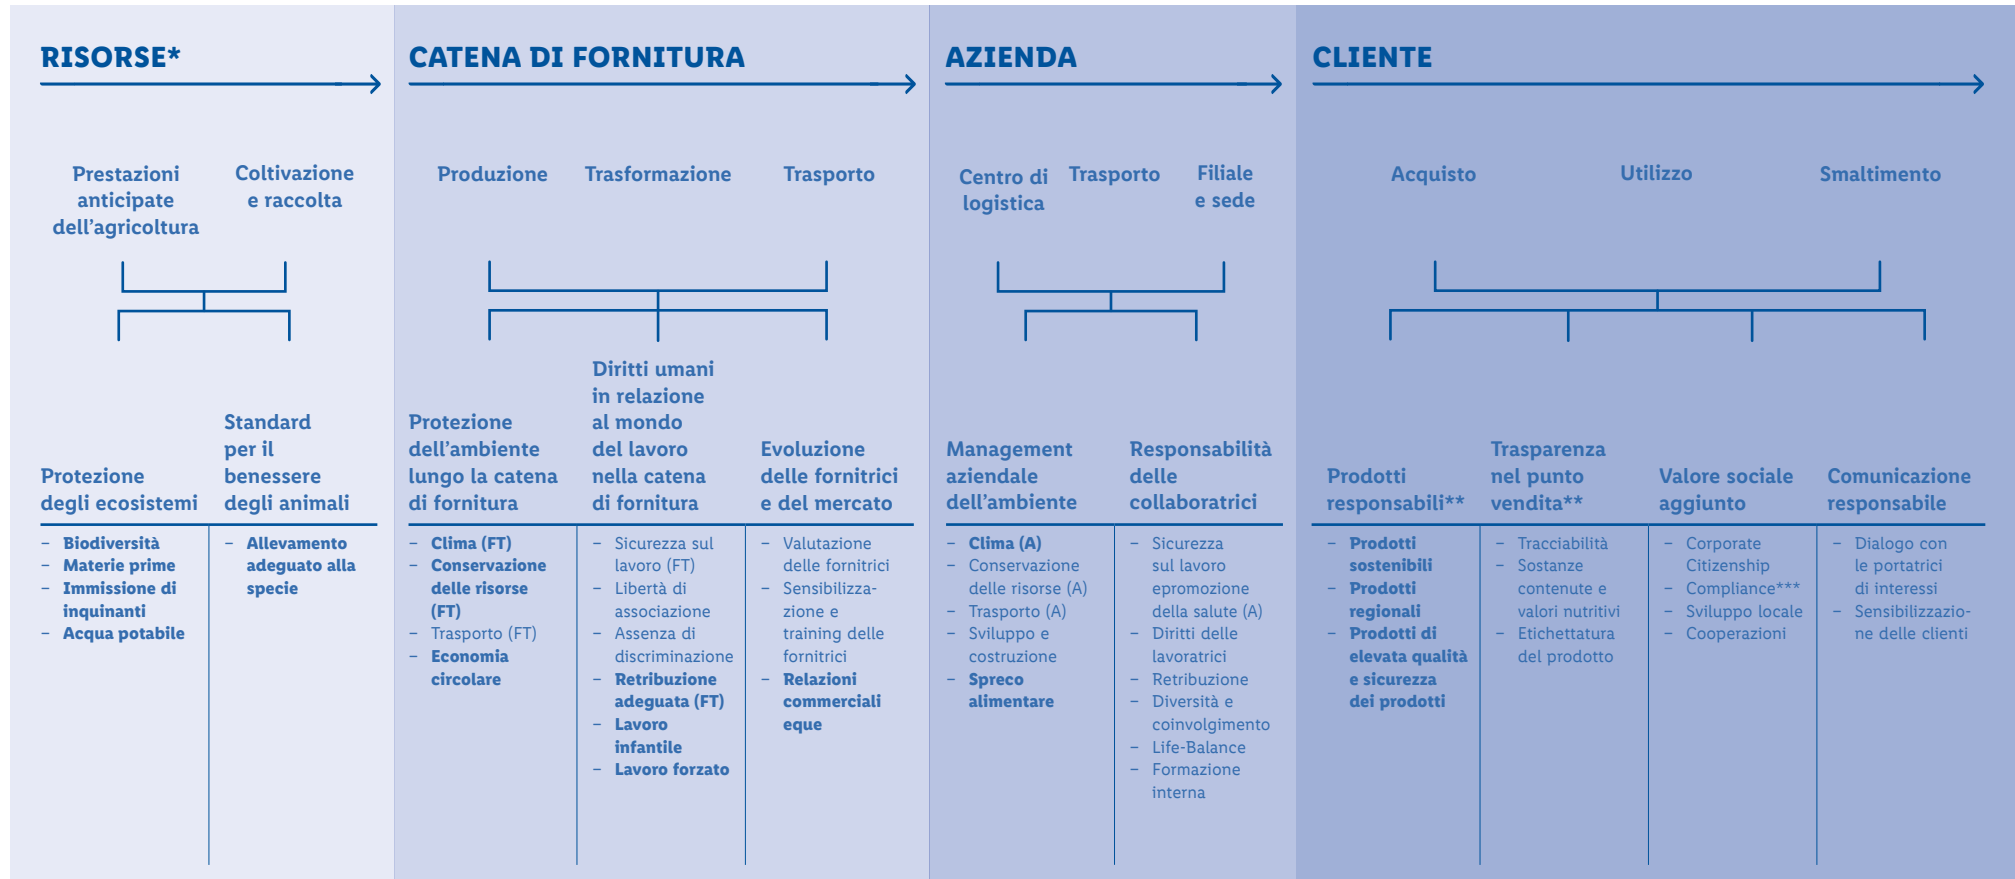 RISORSE*
Prestazioni
anticipate
dell'agricoltura
Coltivazione
e raccolta
Protezione
degli ecosistemi
– Biodiversità
– Materie prime
– Immissione di
inquinanti
– Acqua potabile
Standard
per il
benessere
degli animali
– Allevamento
adeguato alla
specie
CATENA DI FORNITURA
Produzione
Trasformazione
Trasporto
Protezione
dell'ambiente
lungo la catena
di fornitura
– Clima (FT)
– Conservazione
delle risorse
(FT)
– Trasporto (FT)
– Economia
circolare
Diritti umani
in relazione
al mondo
del lavoro
nella catena
di fornitura
– Sicurezza sul
lavoro (FT)
– Libertà di
associazione
– Assenza di
discriminazione
– Retribuzione
adeguata (FT)
– Lavoro
infantile
– Lavoro forzato
Evoluzione
delle fornitrici
e del mercato
– Valutazione
delle fornitrici
– Sensibilizza-
zione e
training delle
fornitrici
– Relazioni
commerciali
eque
AZIENDA
Centro di
logistica
Trasporto
Filiale
e sede
Management
aziendale
dell'ambiente
– Clima (A)
– Conservazione
delle risorse (A)
– Trasporto (A)
– Sviluppo e
costruzione
– Spreco
alimentare
Responsabilità
delle
collaboratrici
– Sicurezza
sul lavoro
epromozione
della salute (A)
– Diritti delle
lavoratrici
– Retribuzione
– Diversità e
coinvolgimento
– Life-Balance
– Formazione
interna
CLIENTE
Acquisto
Utilizzo
Smaltimento
Prodotti
responsabili**
– Prodotti
sostenibili
– Prodotti
regionali
– Prodotti di
elevata qualità
e sicurezza
dei prodotti
Trasparenza
nel punto
vendita**
– Tracciabilità
– Sostanze
contenute e
valori nutritivi
– Etichettatura
del prodotto
Valore sociale
aggiunto
– Corporate
Citizenship
– Compliance***
– Sviluppo locale
– Cooperazioni
Comunicazione
responsabile
– Dialogo con
le portatrici
di interessi
– Sensibilizzazio-
ne delle clienti